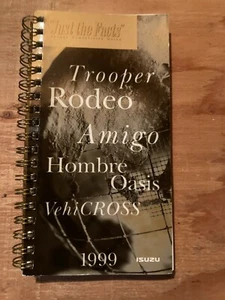 Just the Facts
Trooper
Rodeo
Amigo
Hombre
Oasis
VehiCROSS
1999
ISUZU